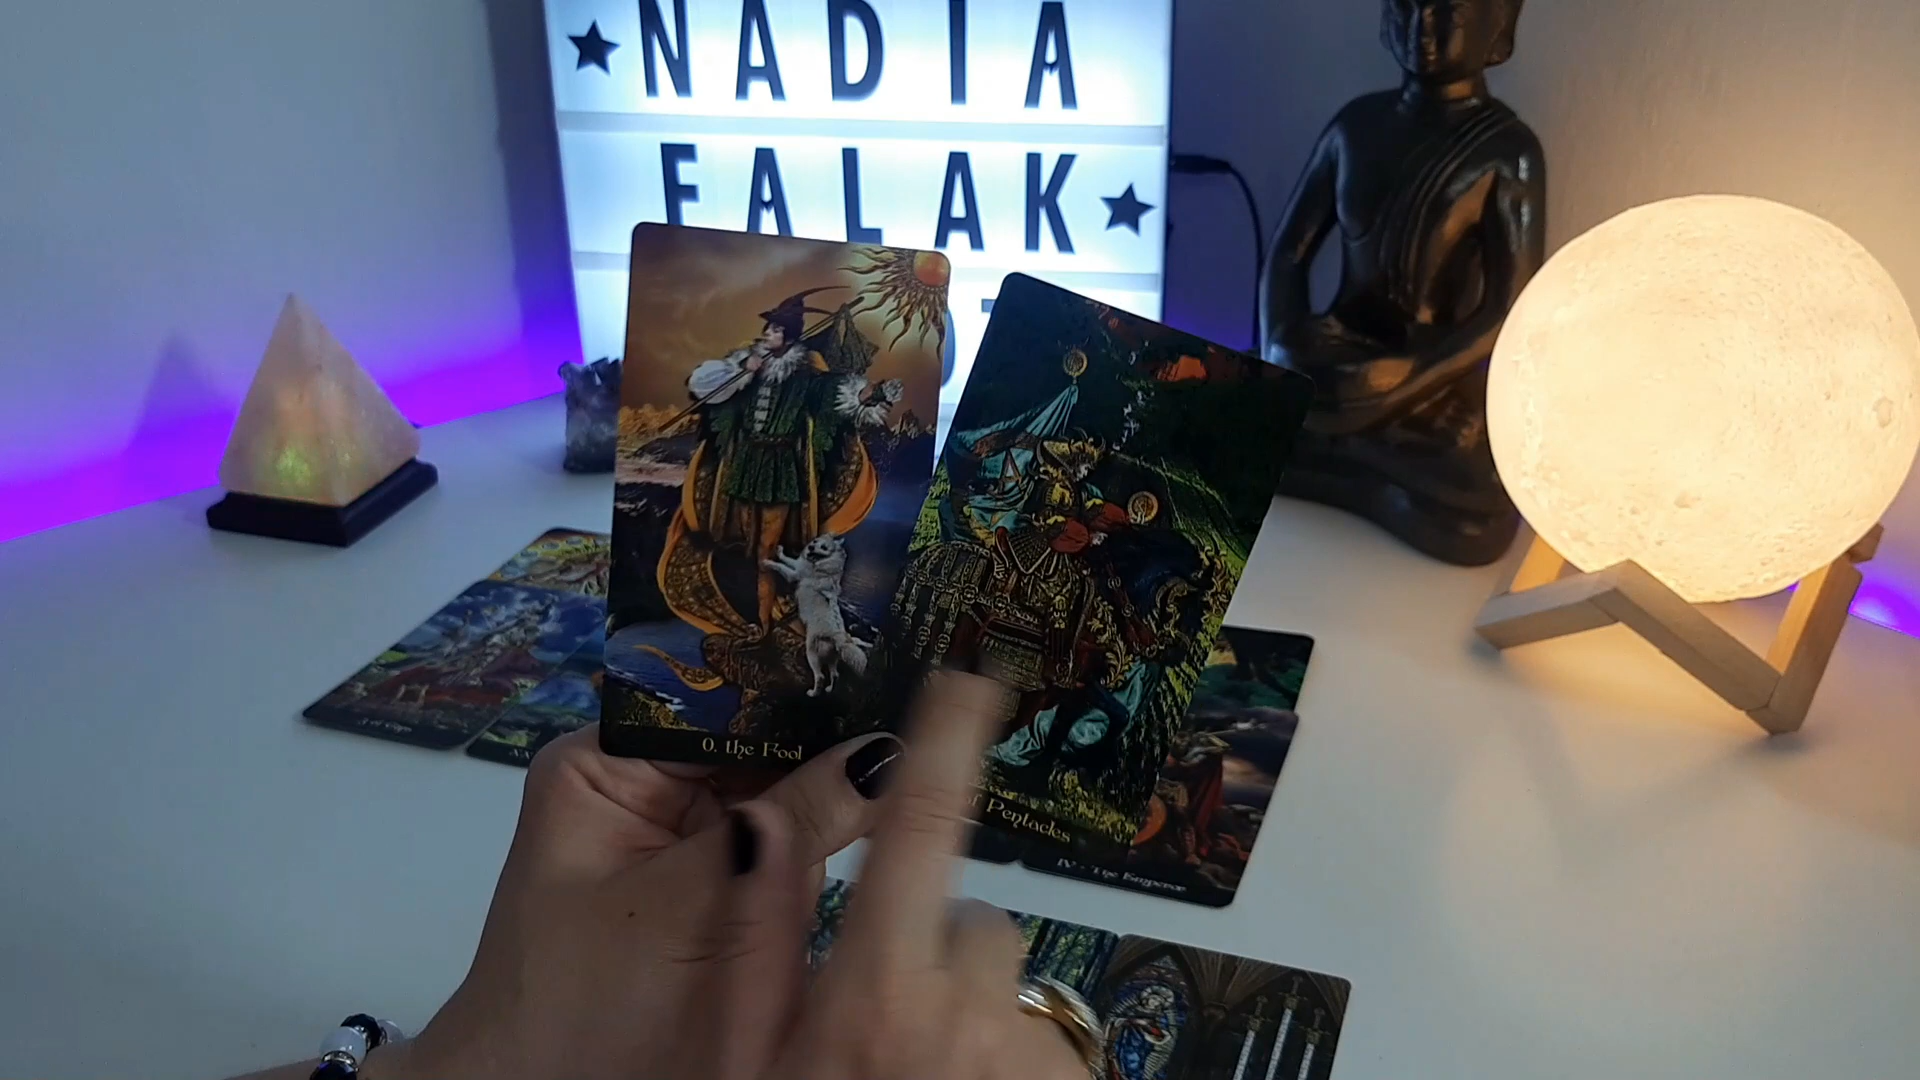 ★ NADIA
FALAK ★
0. the Fool
of Pentacles
IV - The Emperor